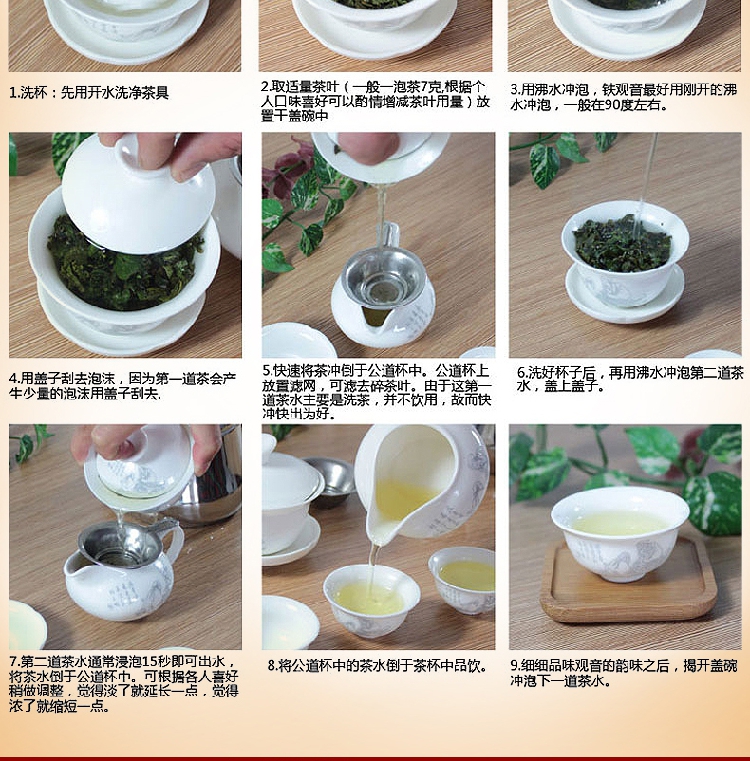 1.洗杯：先用开水洗净茶具
2.取适量茶叶（一般一泡茶7克,根据个
人口味喜好可以酌情增减茶叶用量）放
置于盖碗中
3.用沸水冲泡，铁观音最好用刚开的沸
水冲泡，一般在90度左右。
4.用盖子刮去泡沫，因为第一道茶会产
生少量的泡沫用盖子刮去.
5.快速将茶冲倒于公道杯中。公道杯上
放置滤网，可滤去碎茶叶。由于这第一
道茶水主要是洗茶，并不饮用，故而快
冲快出为好。
6.洗好杯子后，再用沸水冲泡第二道茶
水，盖上盖子。
7.第二道茶水通常浸泡15秒即可出水，
将茶水倒于公道杯中。可根据各人喜好
稍做调整，觉得淡了就延长一点，觉得
浓了就缩短一点。
8.将公道杯中的茶水倒于茶杯中品饮。
9.细细品味观音的韵味之后，揭开盖碗
冲泡下一道茶水。